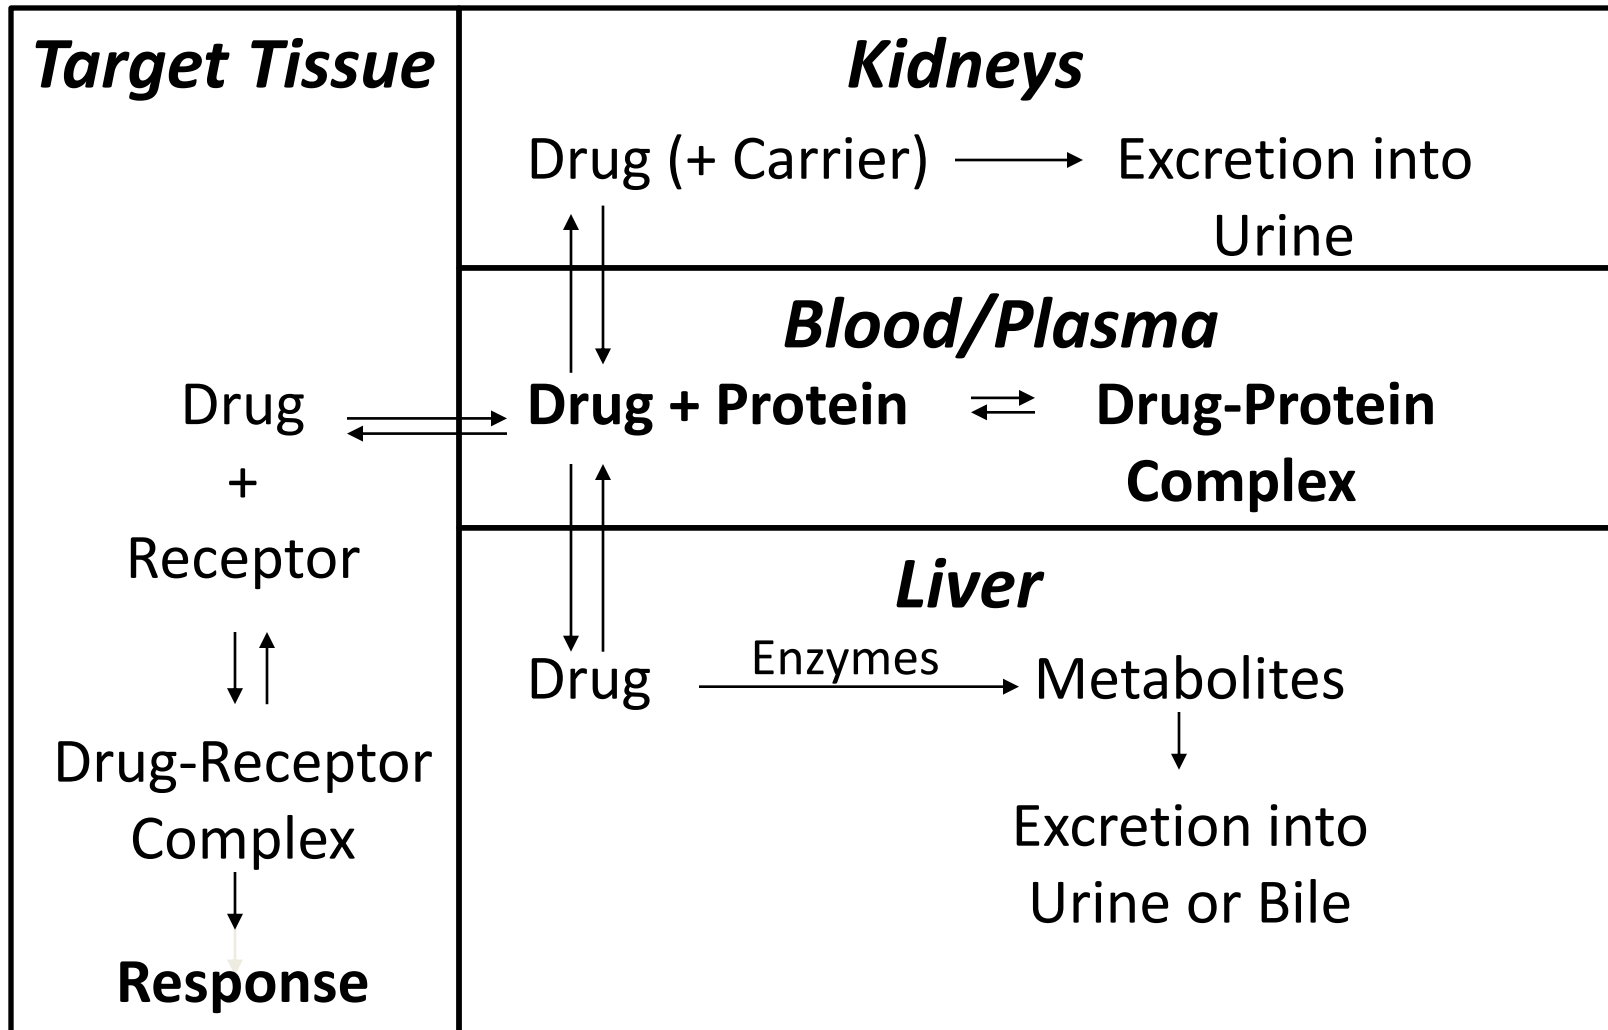 Target Tissue
Drug
+
Receptor
Drug-Receptor
Complex
Response
Kidneys
Drug (+ Carrier)
Excretion into
Urine
Blood/Plasma
Drug + Protein
Drug-Protein
Complex
Liver
Drug
Enzymes
Metabolites
Excretion into
Urine or Bile